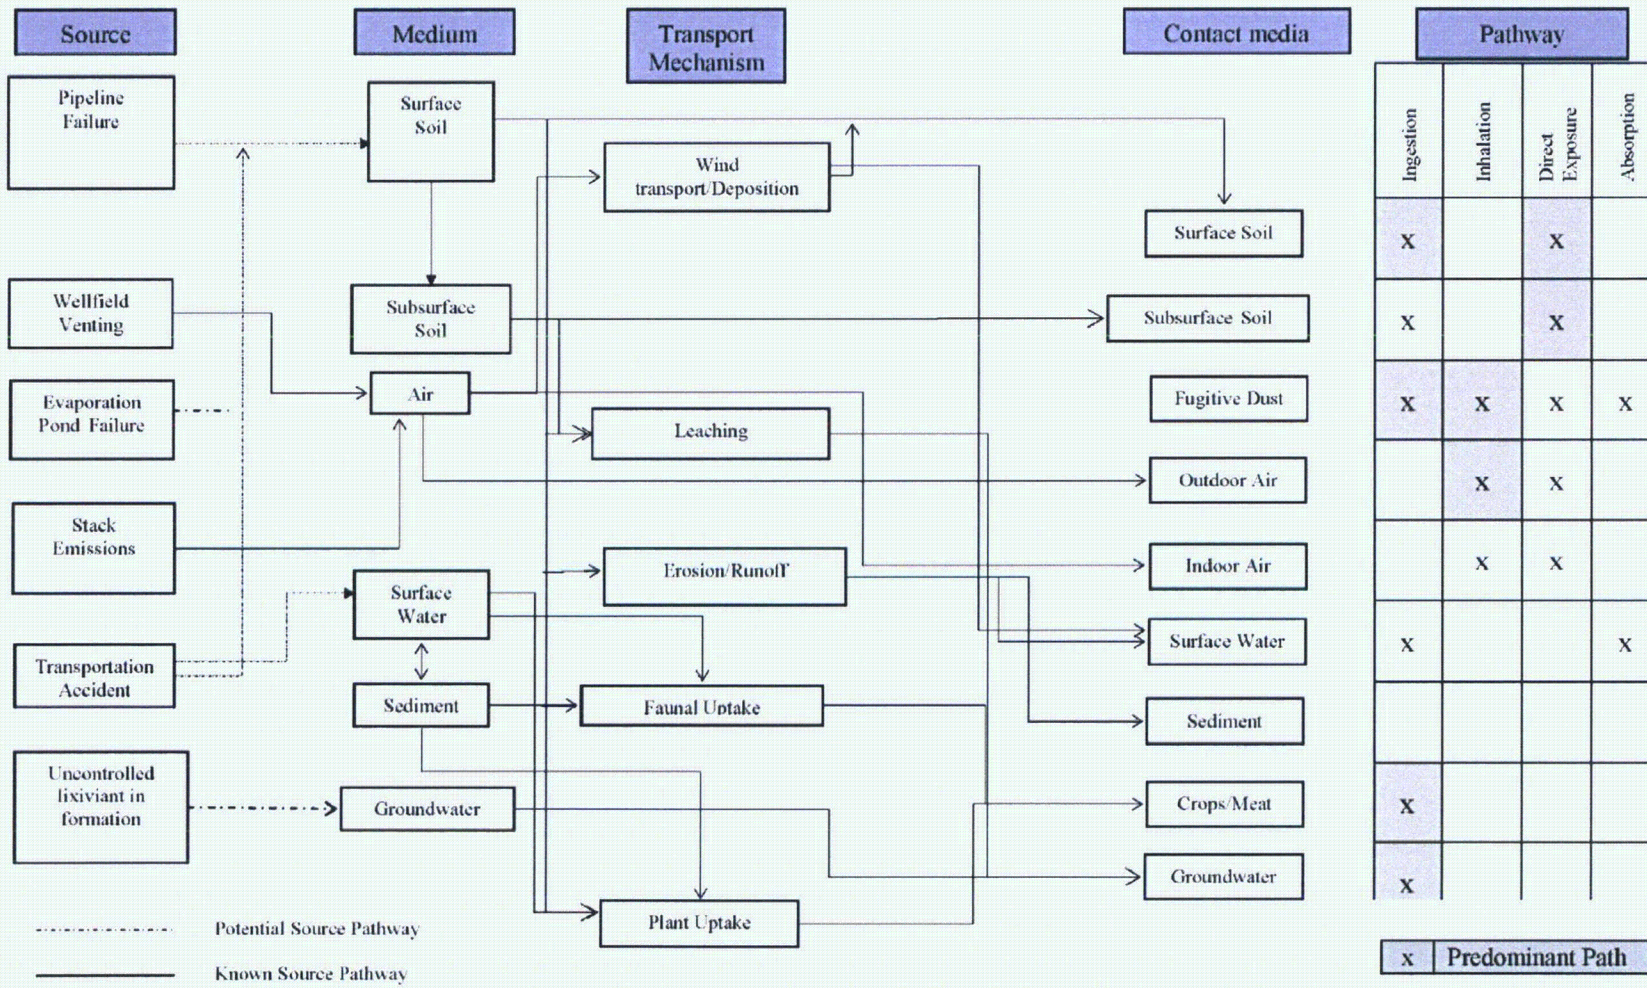 Source
Medium
Transport
Mechanism
Contact media
Pathway
Pipeline
Failure
Surface
Soil
Wind
transport/Deposition
Ingestion
Inhalation
Direct
Exposure
Absorption
Surface Soil
x
x
Wellfield
Venting
Subsurface
Soil
Subsurface Soil
x
x
Evaporation
Pond Failure
Air
Leaching
Fugitive Dust
x
x
x
x
Outdoor Air
x
x
Stack
Emissions
Surface
Water
Erosion/Runoff
Indoor Air
x
x
Transportation
Accident
Sediment
Faunal Uptake
Surface Water
x
x
Sediment
Uncontrolled
lixiviant in
formation
Groundwater
Crops/Meat
x
Groundwater
x
Plant Uptake
Potential Source Pathway
Known Source Pathway
x Predominant Path